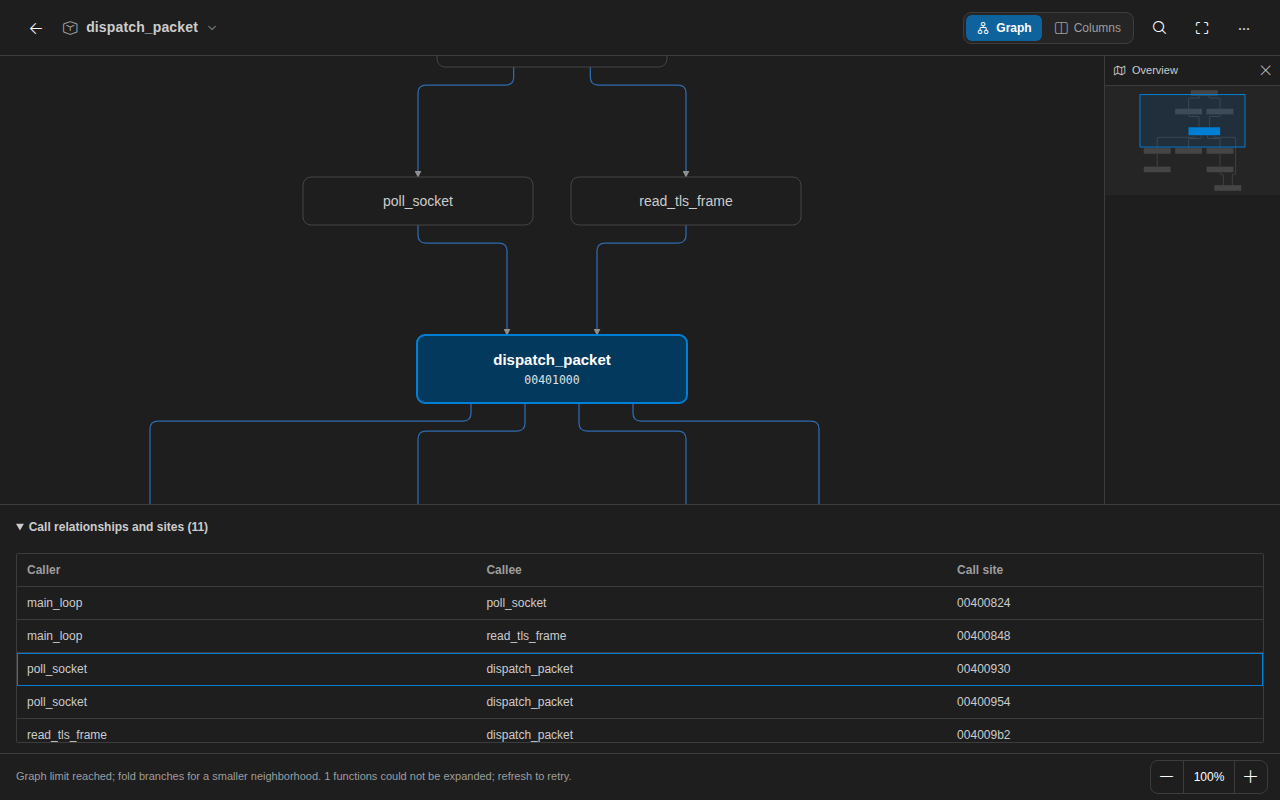 dispatch_packet
Graph
Columns
Overview
poll_socket
read_tls_frame
dispatch_packet
00401000
Call relationships and sites (11)
Caller Callee Call site
main_loop poll_socket 00400824
main_loop read_tls_frame 00400848
poll_socket dispatch_packet 00400930
poll_socket dispatch_packet 00400954
read_tls_frame dispatch_packet 004009b2
Graph limit reached; fold branches for a smaller neighborhood. 1 functions could not be expanded; refresh to retry.
100%